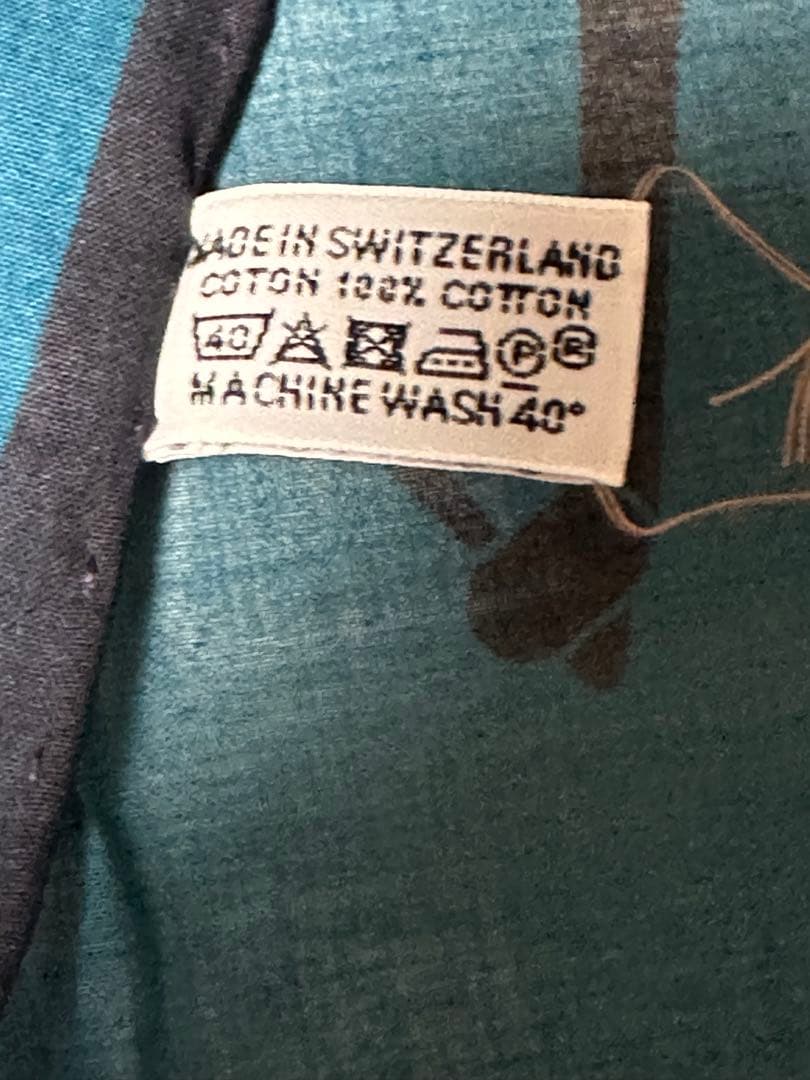 MADE IN SWITZERLAND
COTON 100% COTTON
40 P R
MACHINE WASH 40°